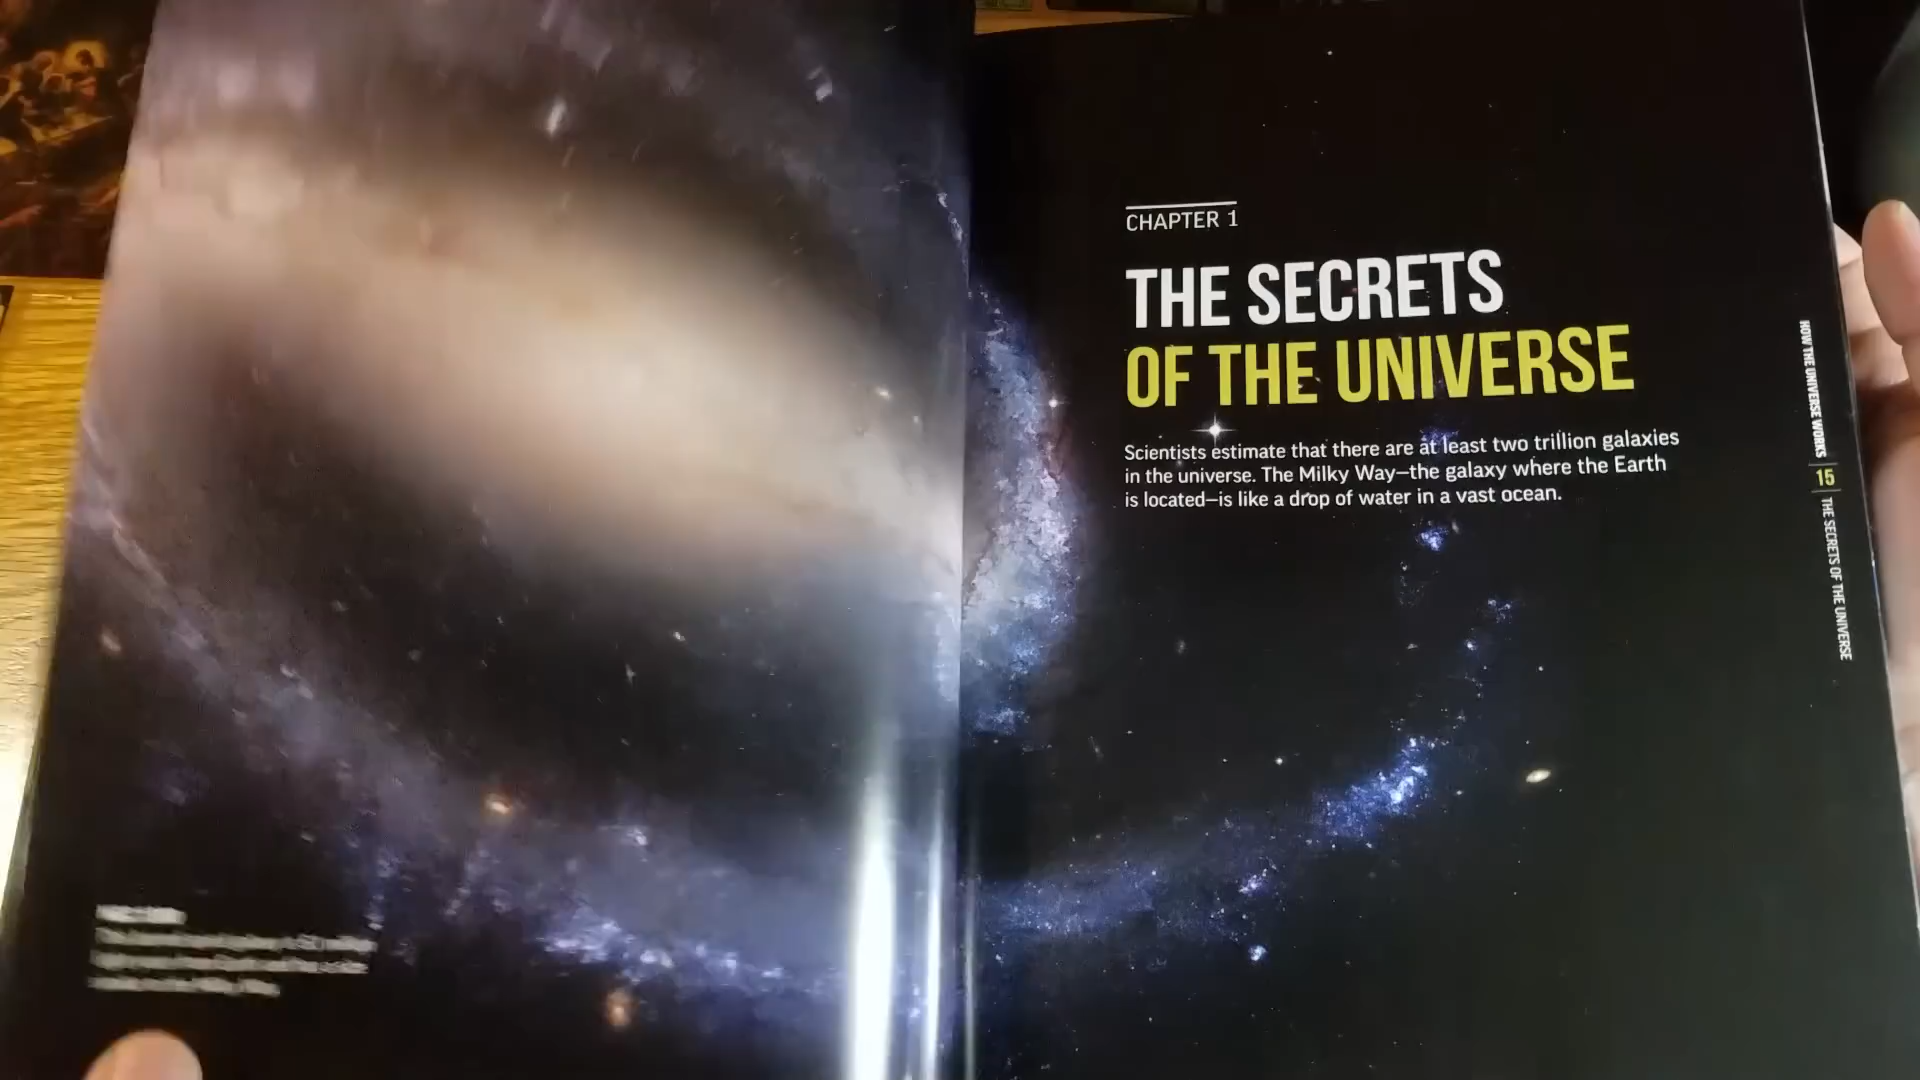 CHAPTER 1
THE SECRETS
OF THE UNIVERSE
Scientists estimate that there are at least two trillion galaxies
in the universe. The Milky Way—the galaxy where the Earth
is located—is like a drop of water in a vast ocean.
HOW THE UNIVERSE WORKS 15 THE SECRETS OF THE UNIVERSE